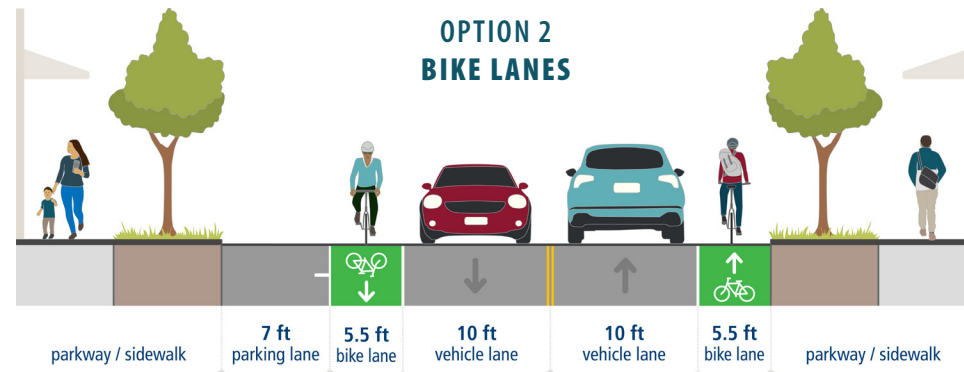 OPTION 2
BIKE LANES
parkway / sidewalk
7 ft
parking lane
5.5 ft
bike lane
10 ft
vehicle lane
10 ft
vehicle lane
5.5 ft
bike lane
parkway / sidewalk